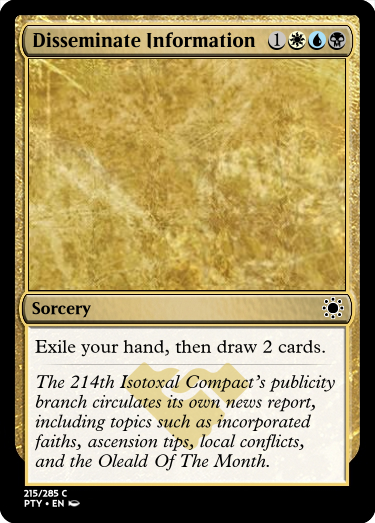 Disseminate Information 1
Sorcery
Exile your hand, then draw 2 cards.
The 214th Isotoxal Compact's publicity
branch circulates its own news report,
including topics such as incorporated
faiths, ascension tips, local conflicts,
and the Oleald Of The Month.
215/285 C
PTY • EN